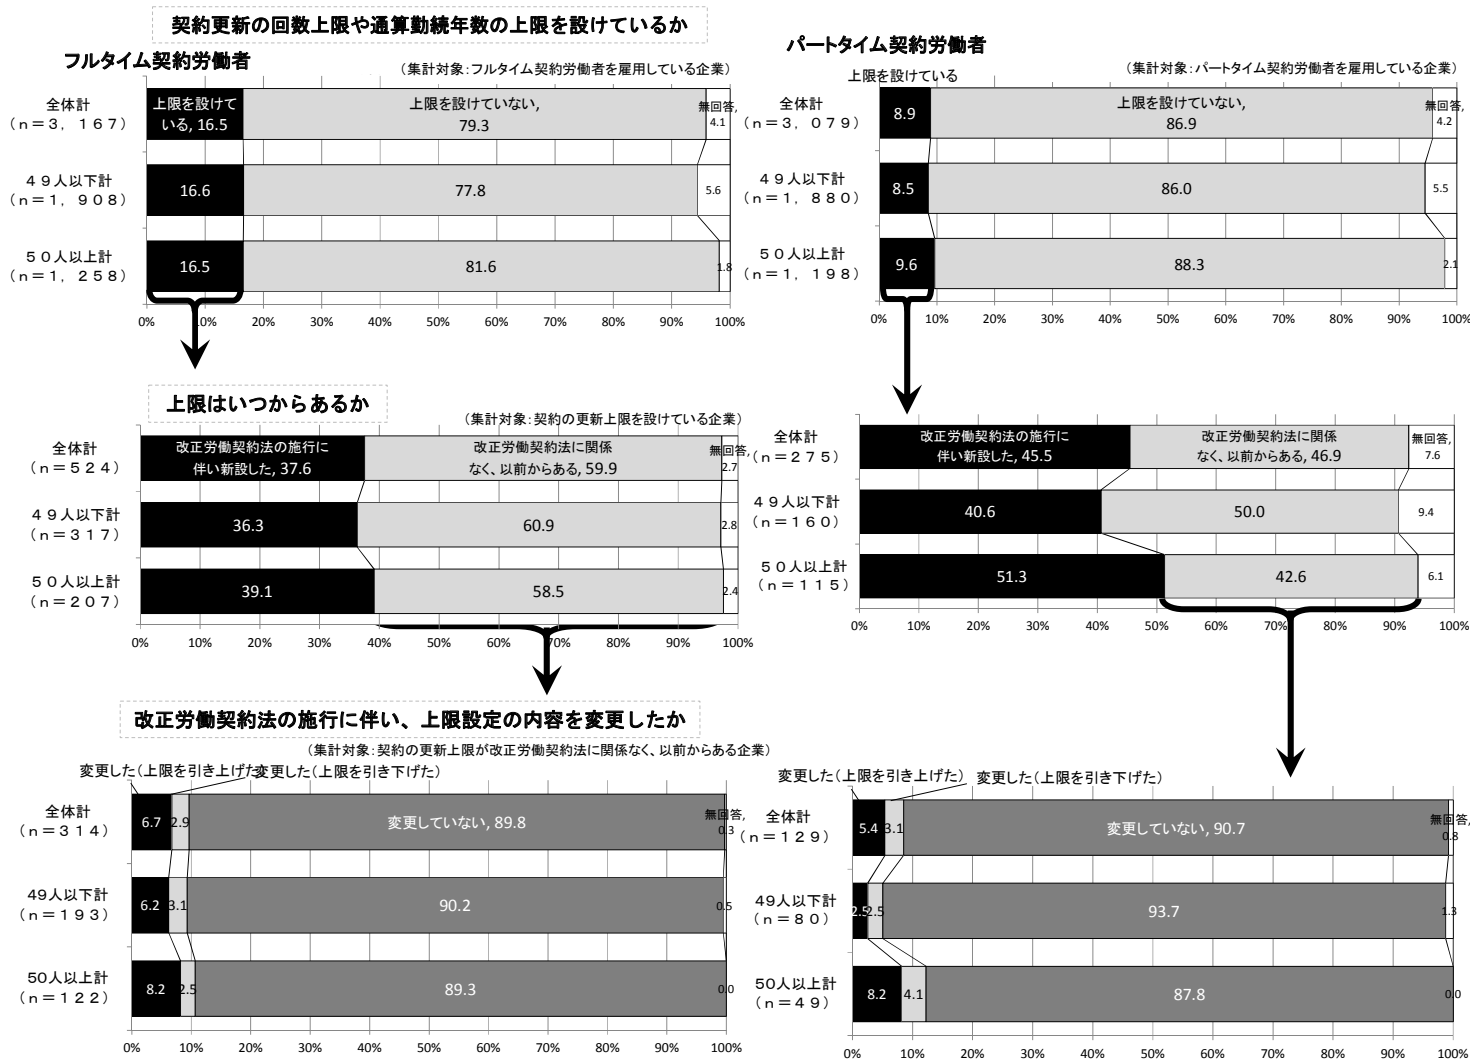 契約更新の回数上限や通算勤続年数の上限を設けているか
フルタイム契約労働者
(集計対象:フルタイム契約労働者を雇用している企業)
全体計
(n=3,167)
上限を設けて
いる, 16.5
上限を設けていない,
79.3
無回答,
4.1
49人以下計
(n=1,908)
16.6
77.8
5.6
50人以上計
(n=1,258)
16.5
81.6
1.8
0% 10% 20% 30% 40% 50% 60% 70% 80% 90% 100%
パートタイム契約労働者
(集計対象:パートタイム契約労働者を雇用している企業)
上限を設けている
全体計
(n=3,079)
8.9
上限を設けていない,
86.9
無回答,
4.2
49人以下計
(n=1,880)
8.5
86.0
5.5
50人以上計
(n=1,198)
9.6
88.3
2.1
0% 10% 20% 30% 40% 50% 60% 70% 80% 90% 100%
上限はいつからあるか
(集計対象:契約の更新上限を設けている企業)
全体計
(n=524)
改正労働契約法の施行に
伴い新設した, 37.6
改正労働契約法に関係
なく、以前からある, 59.9
無回答,
2.7
49人以下計
(n=317)
36.3
60.9
2.8
50人以上計
(n=207)
39.1
58.5
2.4
0% 10% 20% 30% 40% 50% 60% 70% 80% 90% 100%
全体計
(n=275)
改正労働契約法の施行に
伴い新設した, 45.5
改正労働契約法に関係
なく、以前からある, 46.9
無回答,
7.6
49人以下計
(n=160)
40.6
50.0
9.4
50人以上計
(n=115)
51.3
42.6
6.1
0% 10% 20% 30% 40% 50% 60% 70% 80% 90% 100%
改正労働契約法の施行に伴い、上限設定の内容を変更したか
(集計対象:契約の更新上限が改正労働契約法に関係なく、以前からある企業)
変更した(上限を引き上げた)
変更した(上限を引き下げた)
全体計
(n=314)
6.7
2.9
変更していない, 89.8
無回答,
0.3
49人以下計
(n=193)
6.2
3.1
90.2
0.5
50人以上計
(n=122)
8.2
2.5
89.3
0.0
0% 10% 20% 30% 40% 50% 60% 70% 80% 90% 100%
変更した(上限を引き上げた)
変更した(上限を引き下げた)
全体計
(n=129)
5.4
3.1
変更していない, 90.7
無回答,
0.8
49人以下計
(n=80)
2.5
2.5
93.7
1.3
50人以上計
(n=49)
8.2
4.1
87.8
0.0
0% 10% 20% 30% 40% 50% 60% 70% 80% 90% 100%